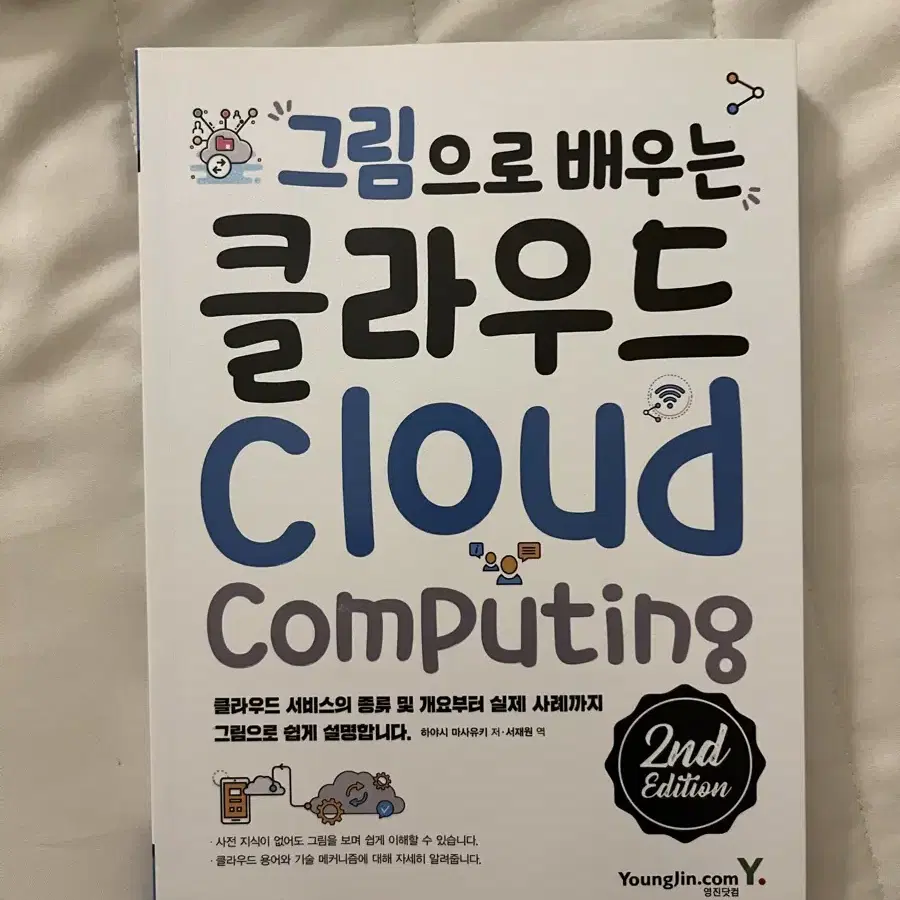 그림으로 배우는
클라우드
Cloud
Computing
클라우드 서비스의 종류 및 개요부터 실제 사례까지
그림으로 쉽게 설명합니다. 하야시 마사유키 저·서재원 역
2nd
Edition
· 사전 지식이 없어도 그림을 보며 쉽게 이해할 수 있습니다.
· 클라우드 용어와 기술 메커니즘에 대해 자세히 알려줍니다.
YoungJin.com Y.
영진닷컴